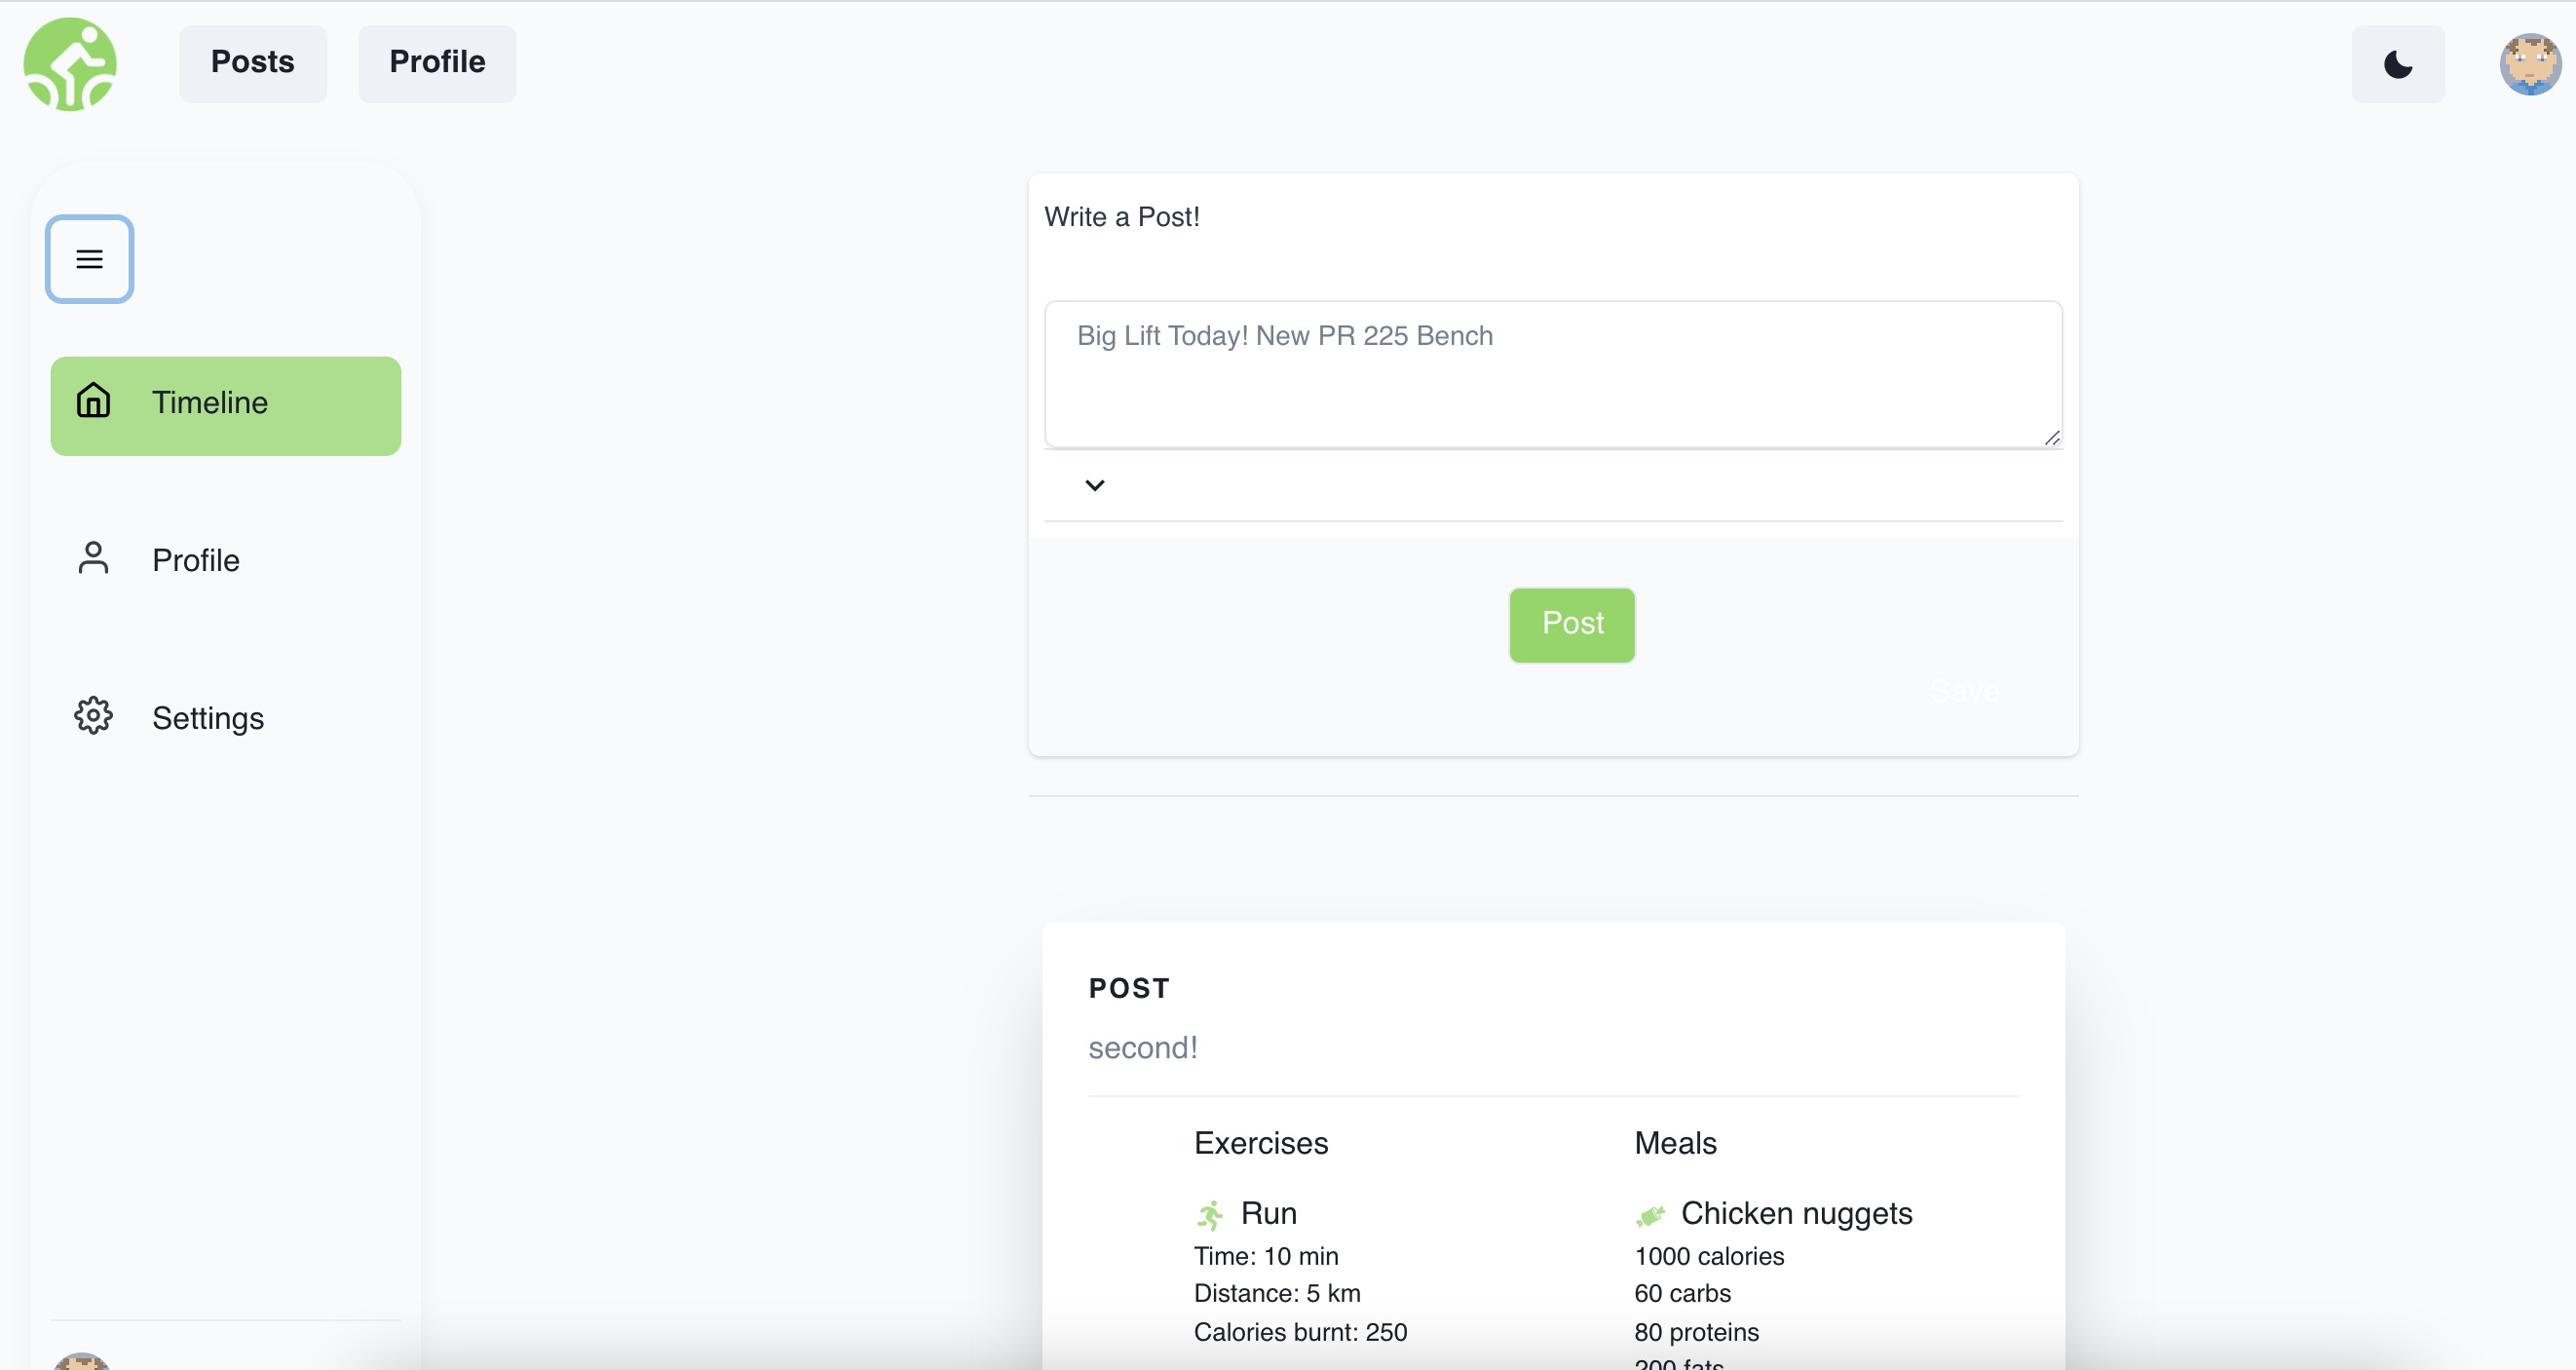 Posts
Profile
Timeline
Profile
Settings
Write a Post!
Big Lift Today! New PR 225 Bench
Post
Save
POST
second!
Exercises
Run
Time: 10 min
Distance: 5 km
Calories burnt: 250
Meals
Chicken nuggets
1000 calories
60 carbs
80 proteins
200 fats